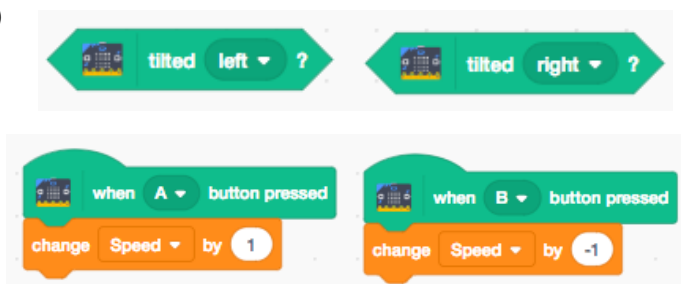 )
tilted left ? tilted right ?
when A button pressed
change Speed by 1
when B button pressed
change Speed by -1